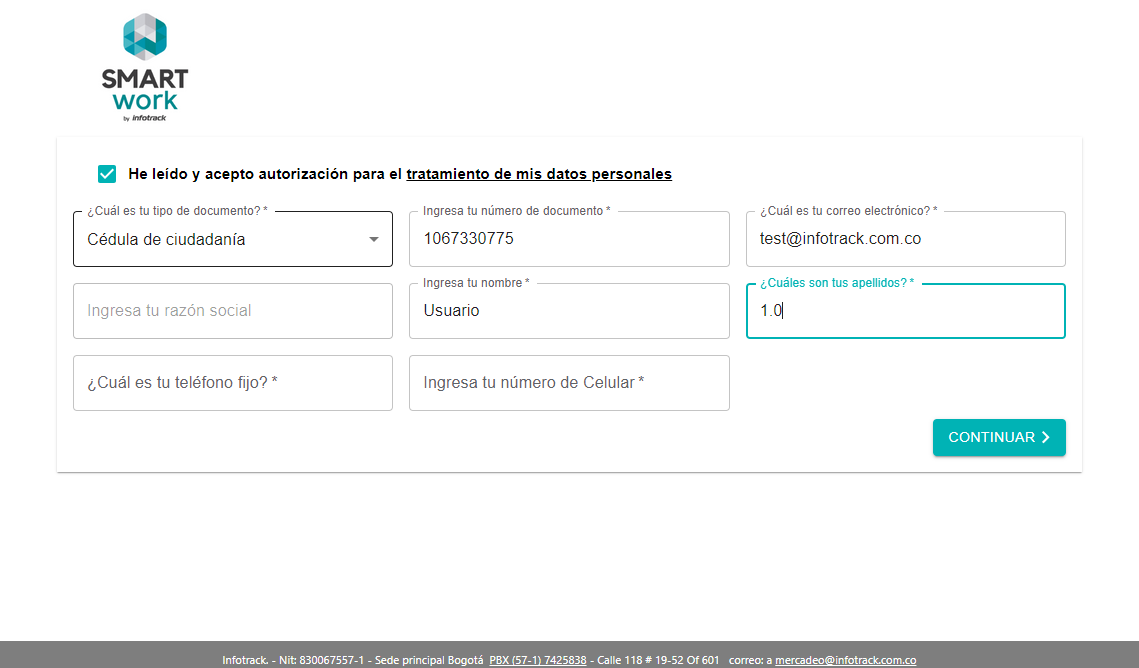 SMART
work
by infotrack
He leído y acepto autorización para el tratamiento de mis datos personales
¿Cuál es tu tipo de documento? *
Cédula de ciudadanía
Ingresa tu número de documento *
1067330775
¿Cuál es tu correo electrónico? *
test@infotrack.com.co
Ingresa tu razón social
Ingresa tu nombre *
Usuario
¿Cuáles son tus apellidos? *
1.0
¿Cuál es tu teléfono fijo? *
Ingresa tu número de Celular *
CONTINUAR
Infotrack. - Nit: 830067557-1 - Sede principal Bogotá PBX (57-1) 7425838 - Calle 118 # 19-52 Of 601 correo: a mercadeo@infotrack.com.co